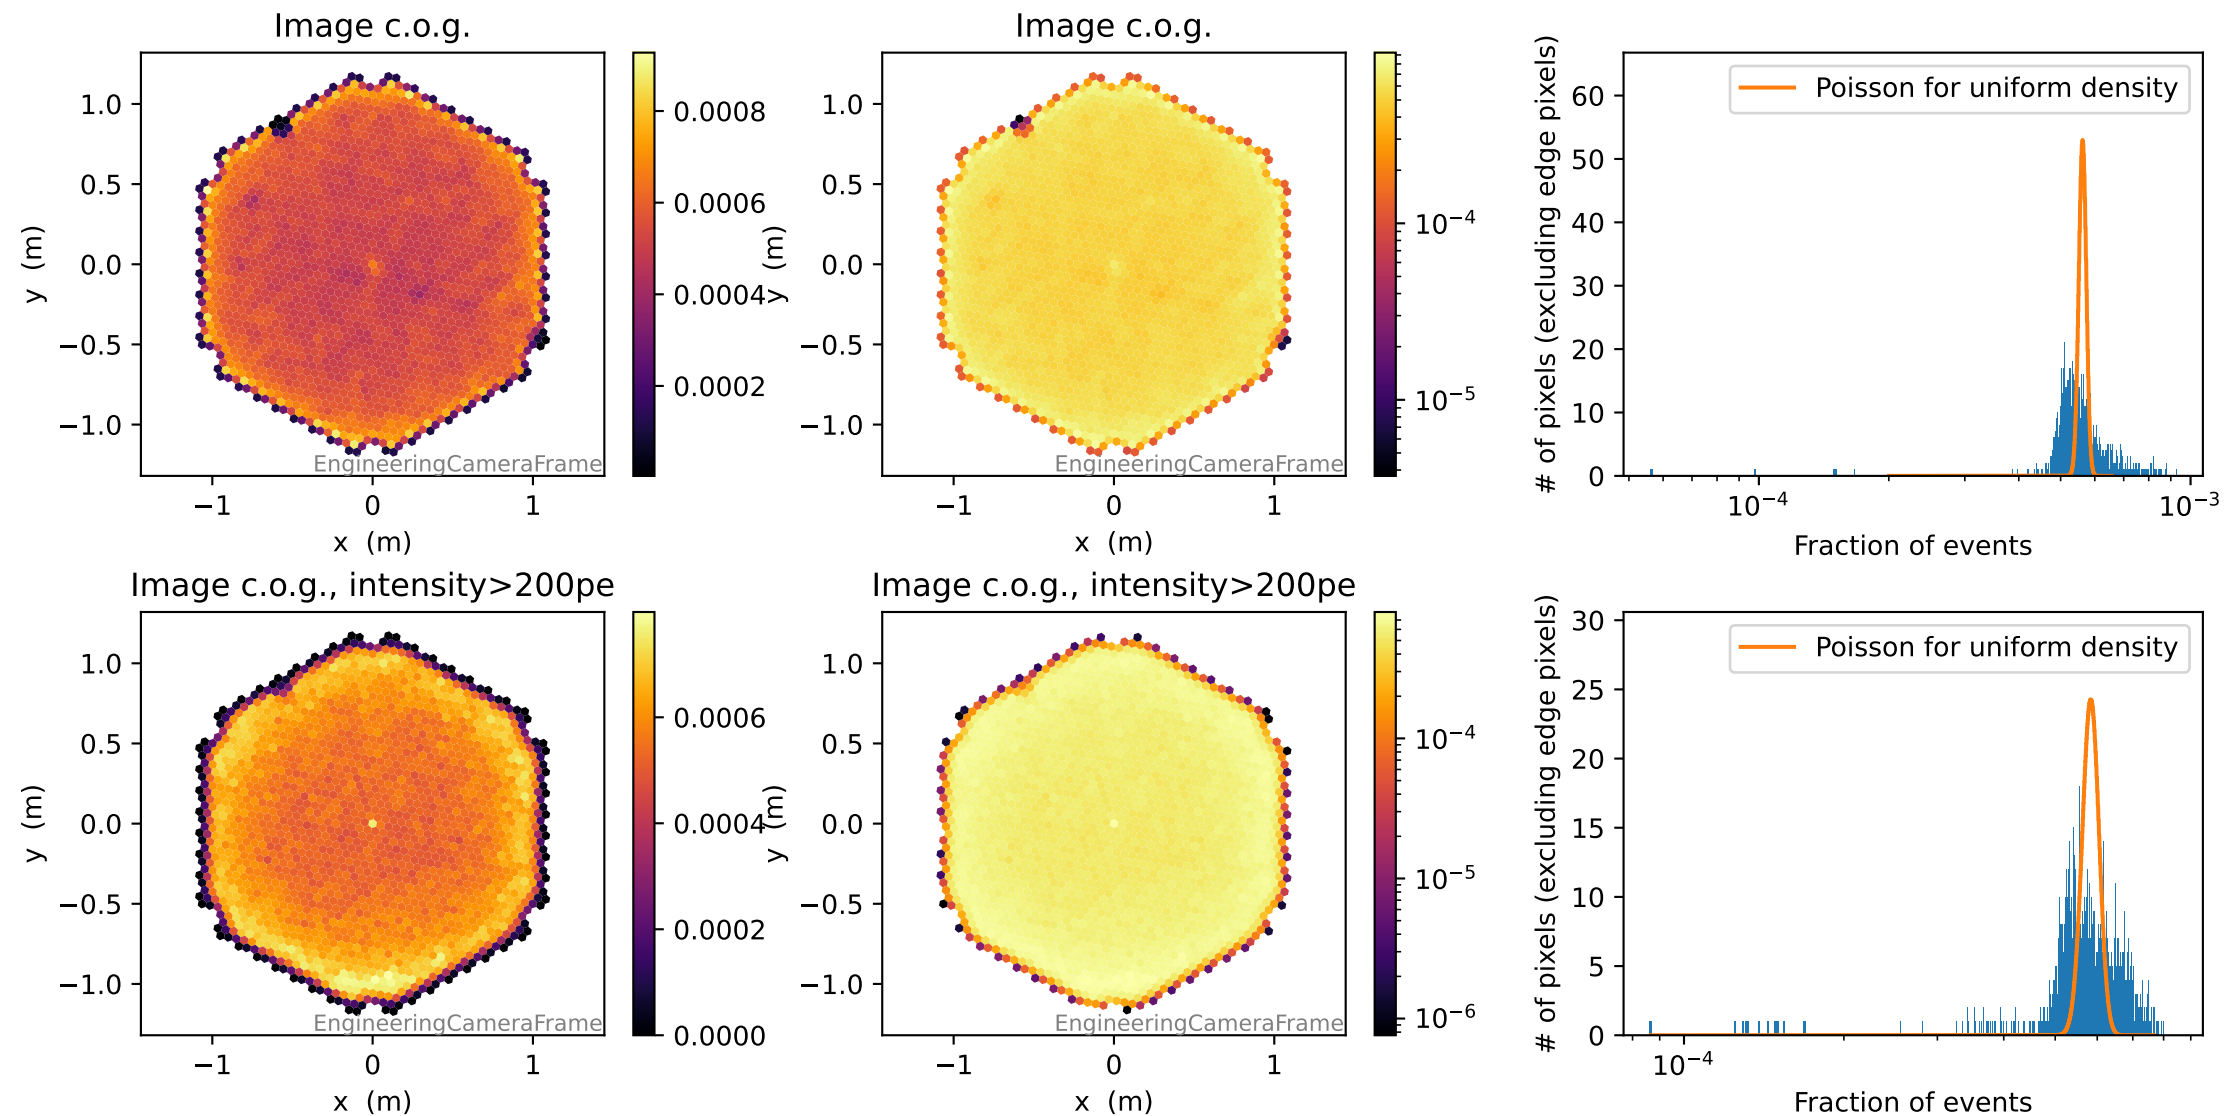 Image c.o.g.
1.0
0.5
0.0
−0.5
−1.0
y (m)
−1
0
1
x (m)
EngineeringCameraFrame
0.0008
0.0006
0.0004
0.0002
Image c.o.g.
1.0
0.5
0.0
−0.5
−1.0
y (m)
−1
0
1
x (m)
EngineeringCameraFrame
10⁻⁴
10⁻⁵
# of pixels (excluding edge pixels)
60
50
40
30
20
10
0
Poisson for uniform density
10⁻⁴
10⁻³
Fraction of events
Image c.o.g., intensity>200pe
1.0
0.5
0.0
−0.5
−1.0
y (m)
−1
0
1
x (m)
EngineeringCameraFrame
0.0006
0.0004
0.0002
0.0000
Image c.o.g., intensity>200pe
1.0
0.5
0.0
−0.5
−1.0
y (m)
−1
0
1
x (m)
EngineeringCameraFrame
10⁻⁴
10⁻⁵
10⁻⁶
# of pixels (excluding edge pixels)
30
25
20
15
10
5
0
Poisson for uniform density
10⁻⁴
Fraction of events